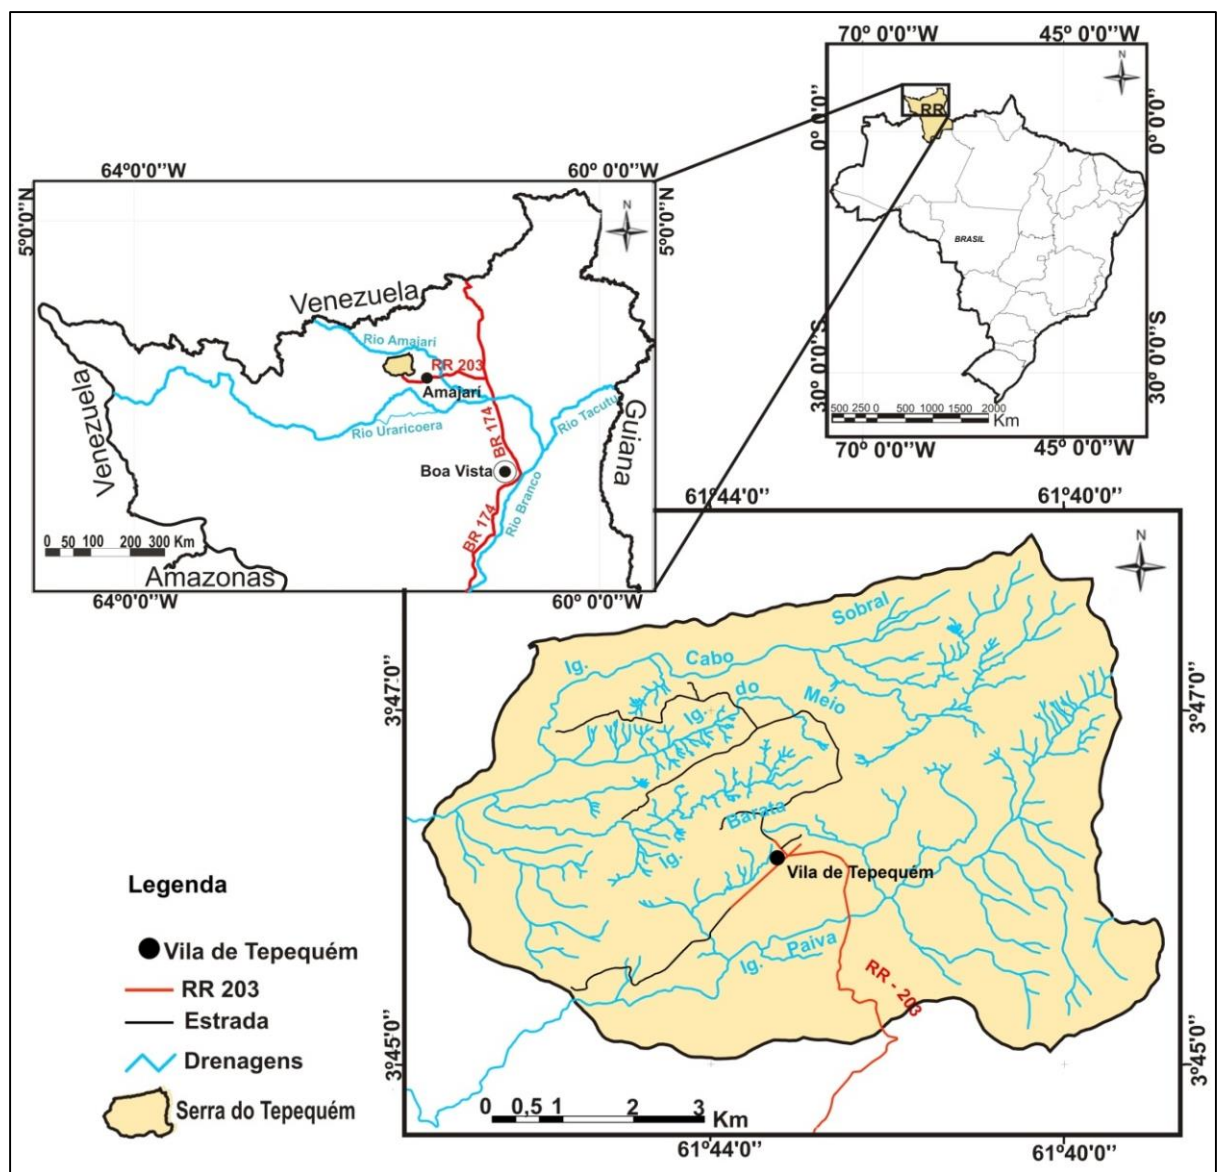 70º 0'0''W
45º 0'0''W
N
0º 0'0''
0º 0'0''
RR
BRASIL
30º 0'0''S
30º 0'0''S
500 250 0 500 1000 1500 2000
Km
70º 0'0''W
45º 0'0''W
64º0'0''W
60º 0'0''W
5º0'0''N
5º0'0''N
N
Venezuela
Rio Amajarí
RR 203
Amajarí
Venezuela
Rio Uraricoera
BR 174
Rio Tacutu
Guiana
Boa Vista
BR 174
Rio Branco
0 50 100 200 300 Km
Amazonas
64º0'0''W
60º 0'0''W
61º44'0''
61º40'0''
N
Sobral
Ig. Cabo
3º47'0''
3º47'0''
Ig. do Meio
Ig. Barata
Vila de Tepequém
Ig. Paiva
RR - 203
3º45'0''
3º45'0''
0 0,5 1 2 3
Km
61º44'0''
61º40'0''
Legenda
Vila de Tepequém
RR 203
Estrada
Drenagens
Serra do Tepequém